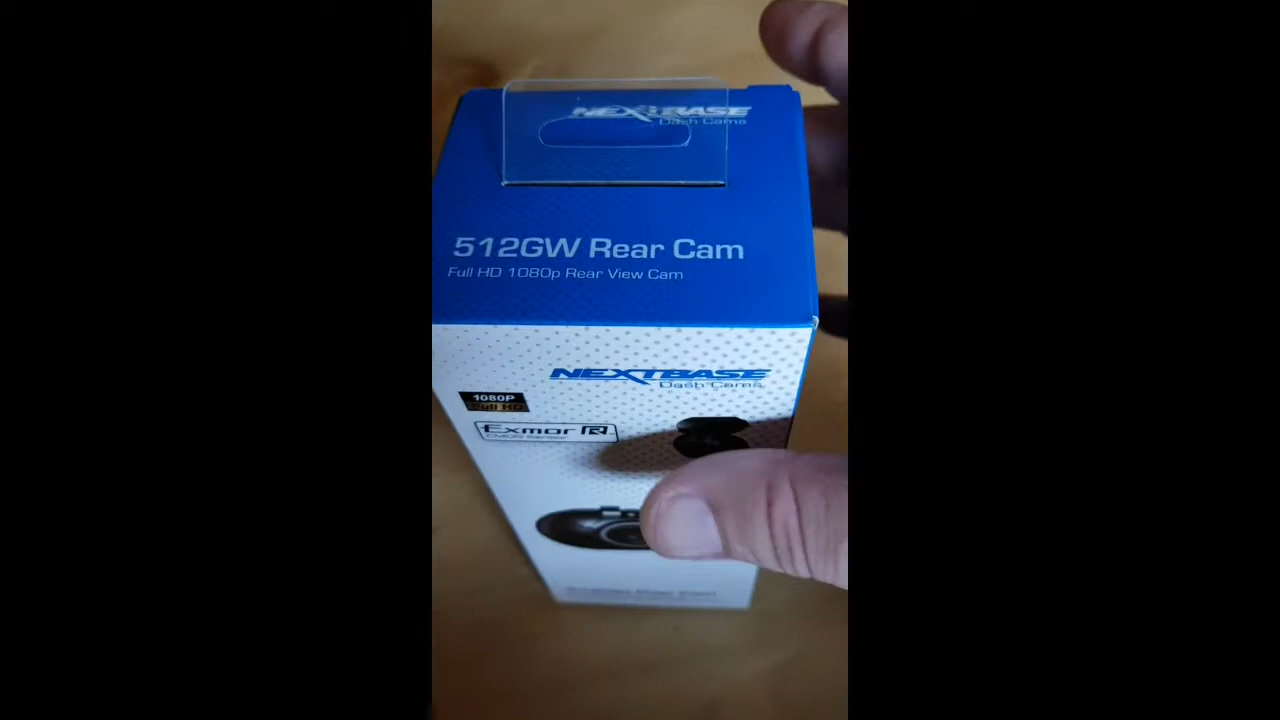 NEXTBASE
Dash Cams
512GW Rear Cam
Full HD 1080p Rear View Cam
NEXTBASE
Dash Cams
1080P
Full HD
Exmor R
CMOS Sensor